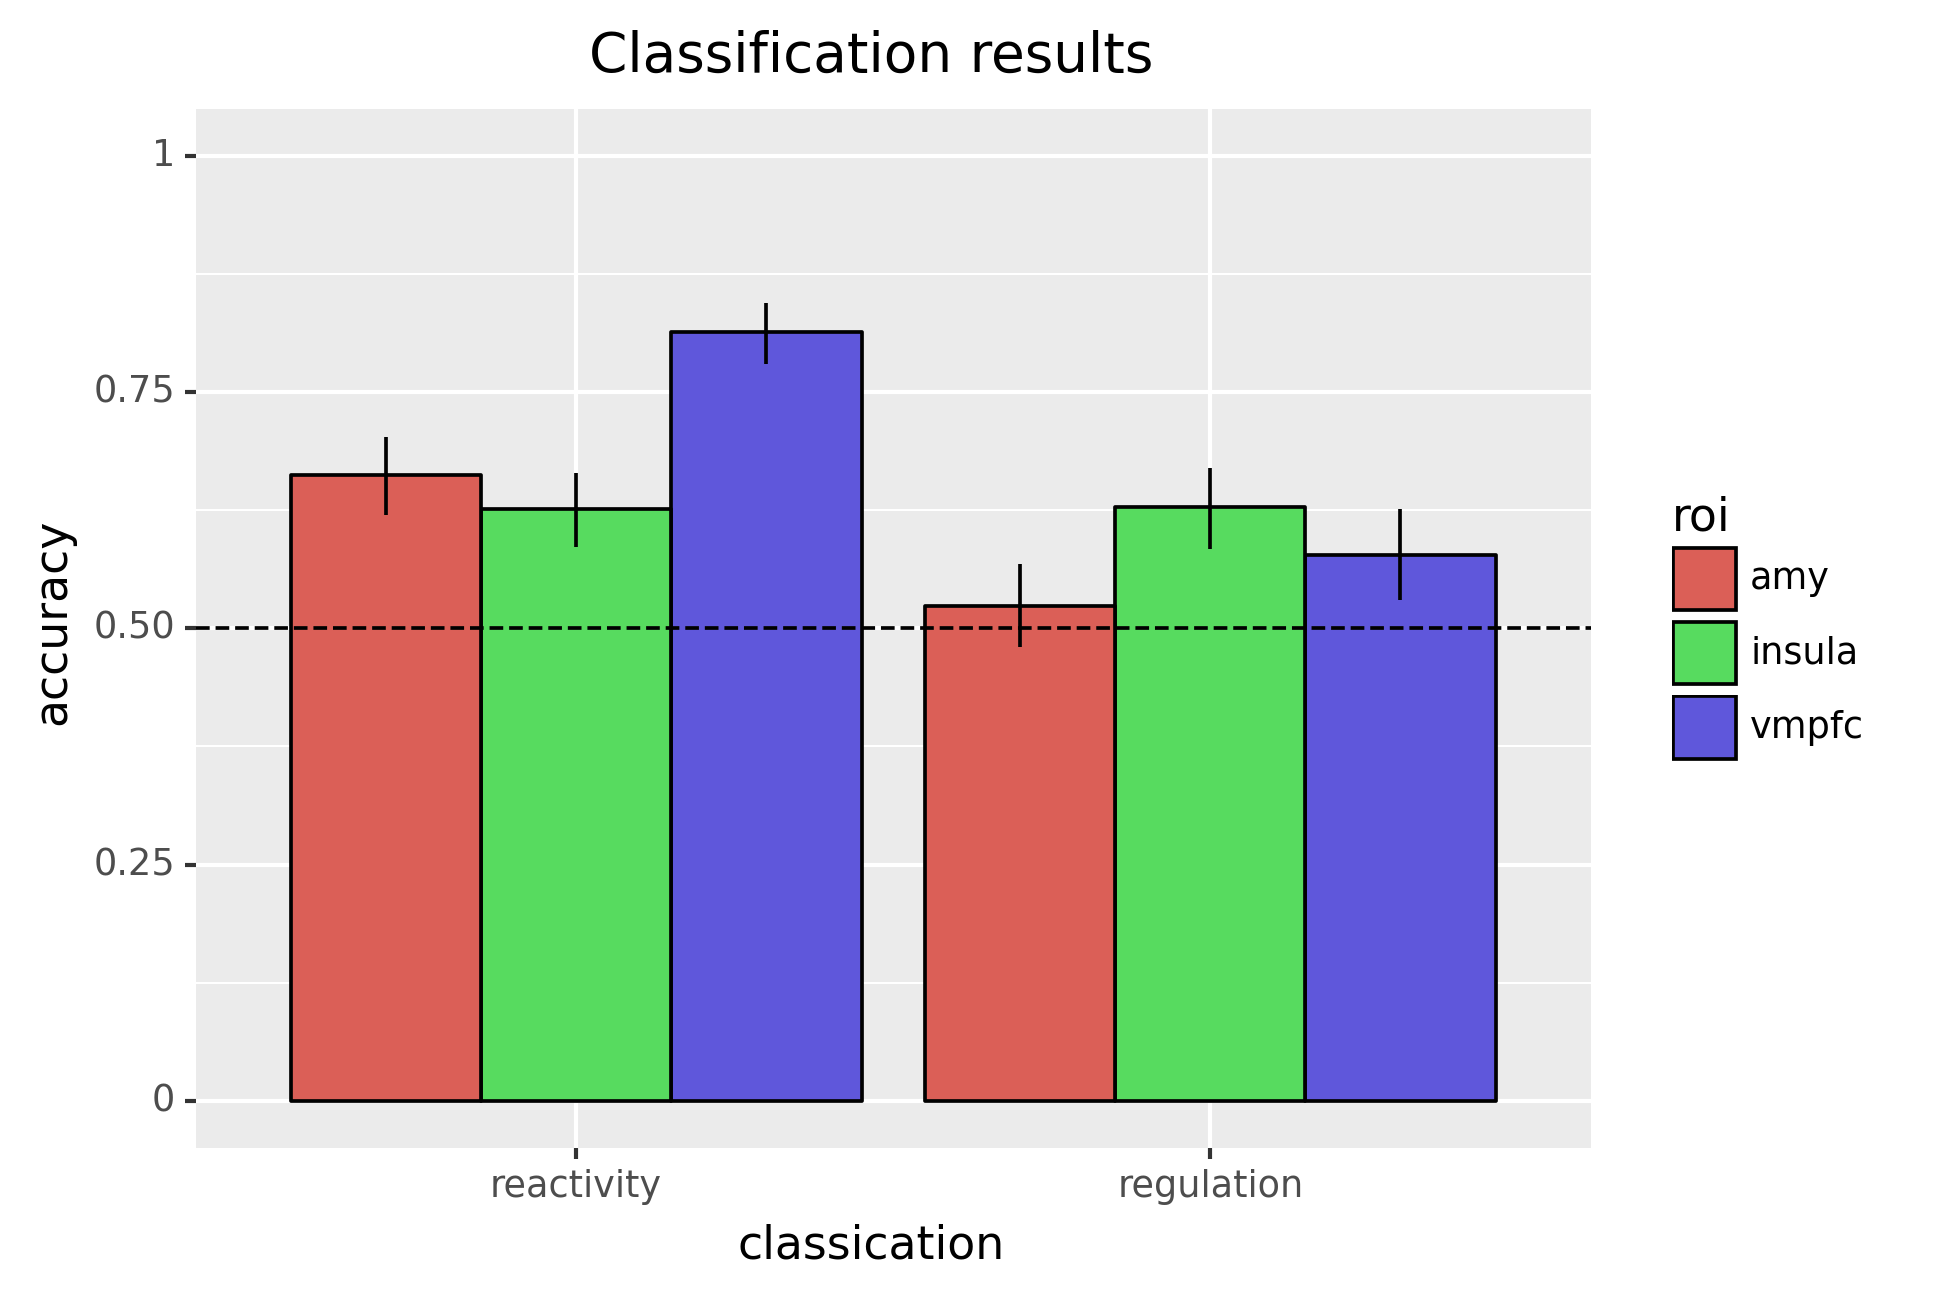 Classification results
accuracy
1
0.75
0.50
0.25
0
reactivity
regulation
classication
roi
amy
insula
vmpfc